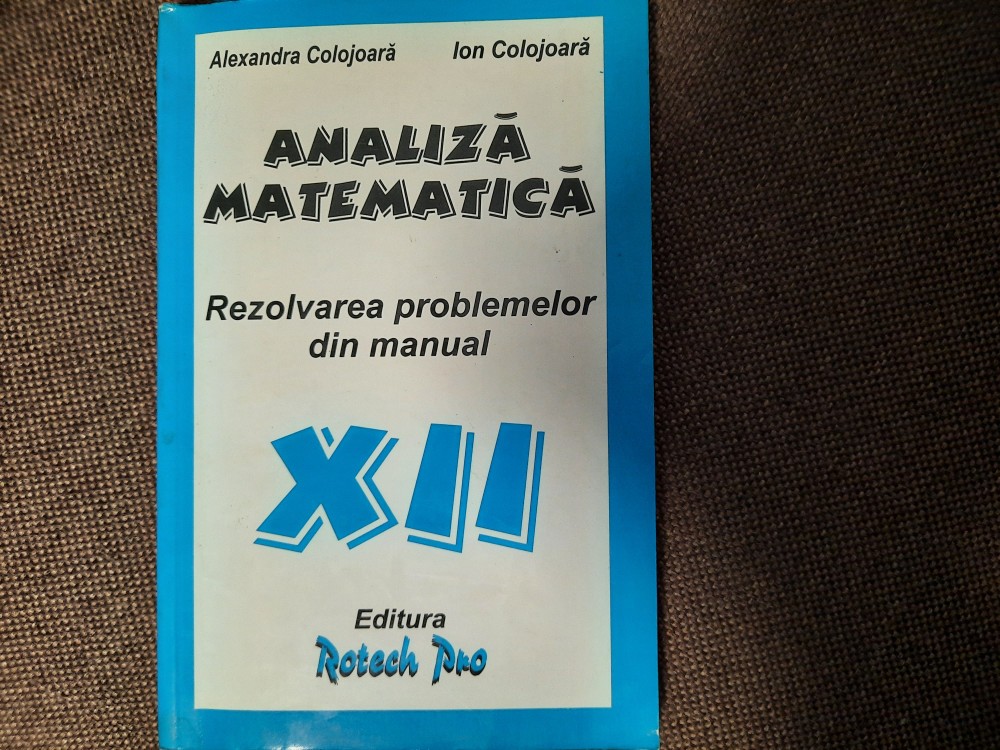 Alexandra Colojoară Ion Colojoară
ANALIZĂ
MATEMATICĂ
Rezolvarea problemelor
din manual
XII
Editura
Rotech Pro